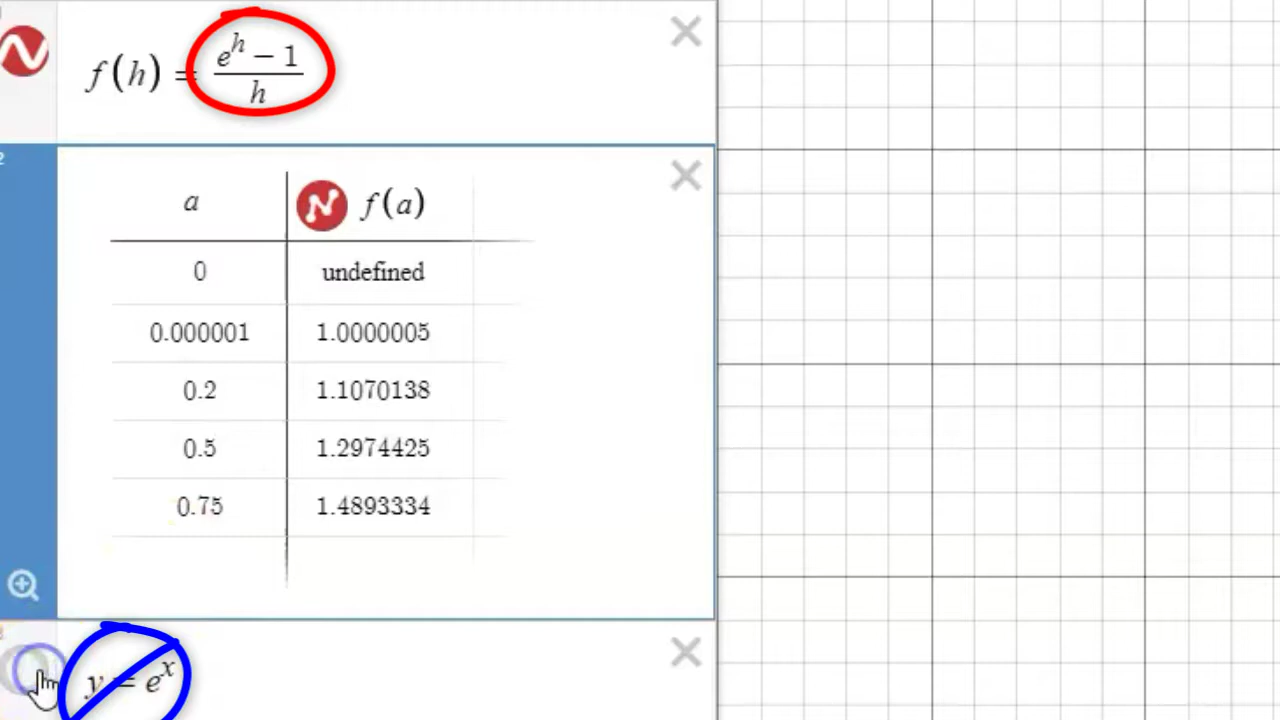 f(h) = (e^h − 1)/h
2
a f(a)
0 undefined
0.000001 1.0000005
0.2 1.1070138
0.5 1.2974425
0.75 1.4893334
y = e^x